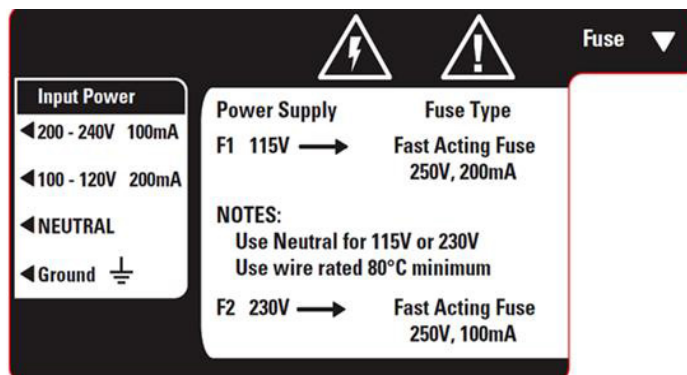 Fuse ▼
Input Power
◀200 - 240V 100mA
◀100 - 120V 200mA
◀NEUTRAL
◀Ground ⏚
Power Supply Fuse Type
F1 115V → Fast Acting Fuse
250V, 200mA
NOTES:
Use Neutral for 115V or 230V
Use wire rated 80°C minimum
F2 230V → Fast Acting Fuse
250V, 100mA